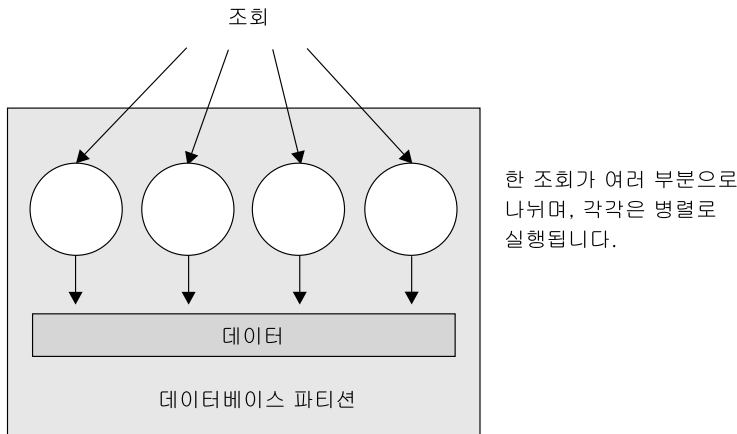 조회
한 조회가 여러 부분으로
나뉘며, 각각은 병렬로
실행됩니다.
데이터
데이터베이스 파티션